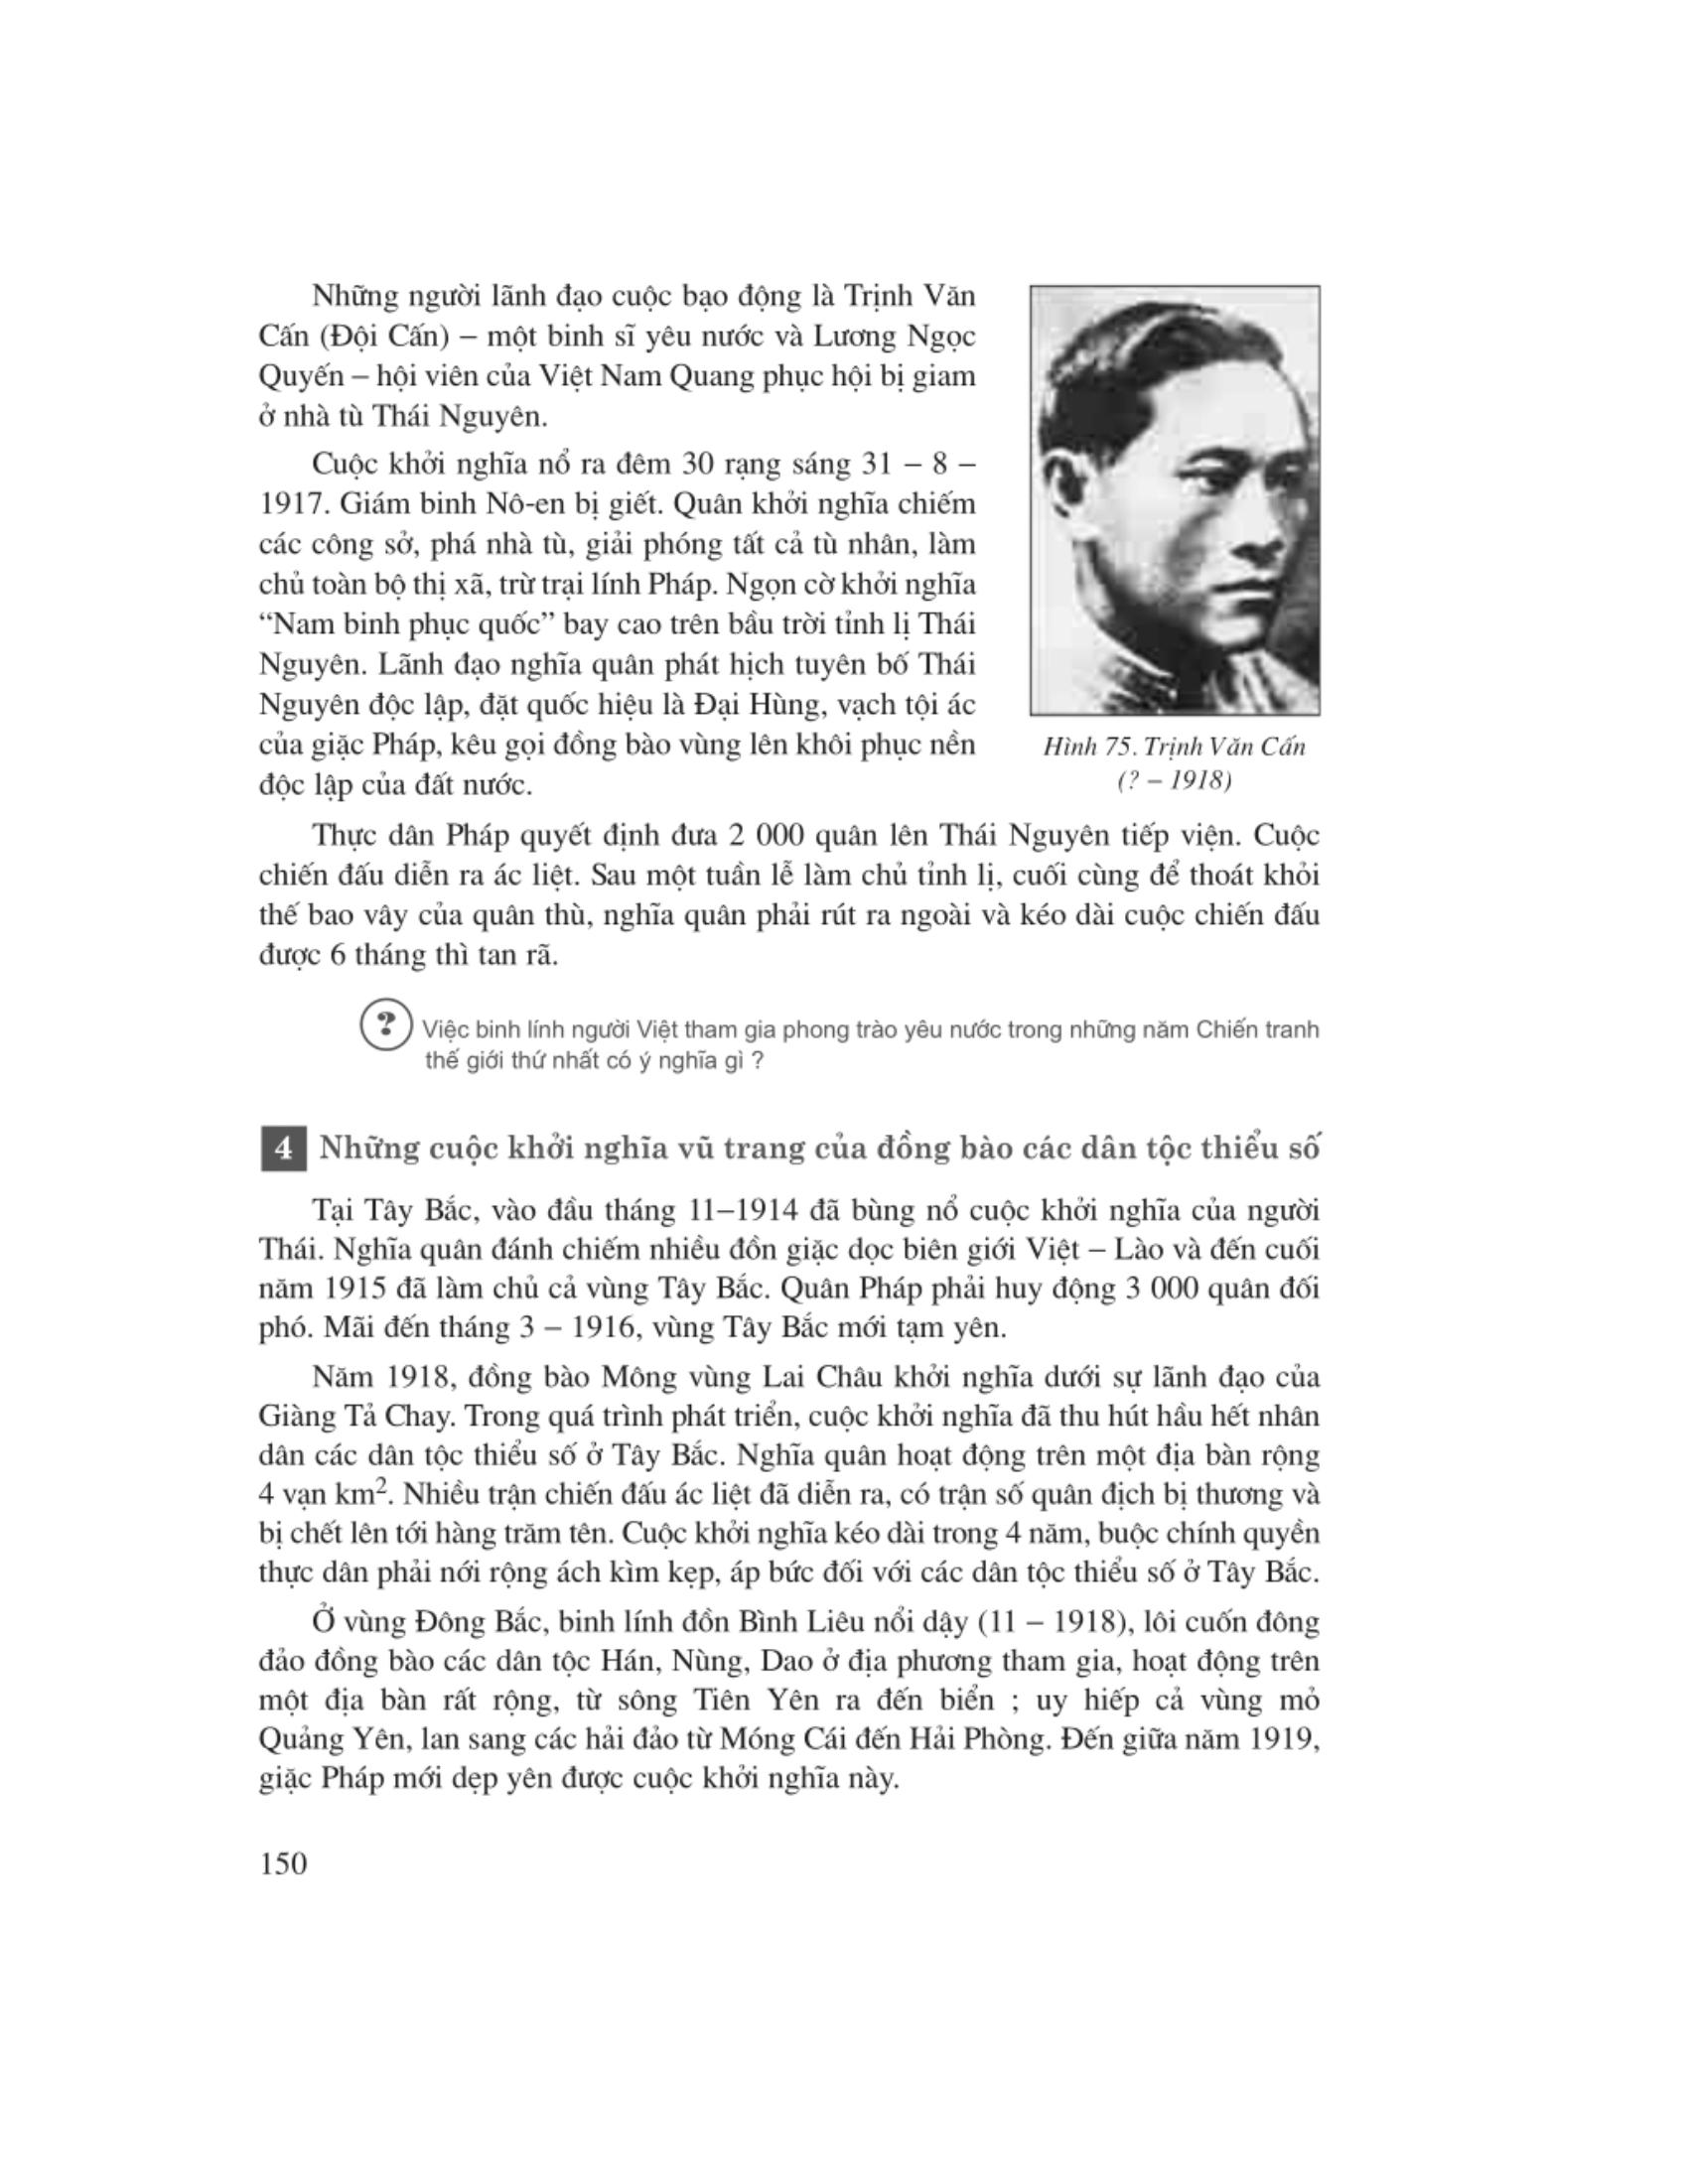 Những người lãnh đạo cuộc bạo động là Trịnh Văn
Cấn (Đội Cấn) – một binh sĩ yêu nước và Lương Ngọc
Quyến – hội viên của Việt Nam Quang phục hội bị giam
ở nhà tù Thái Nguyên.
Cuộc khởi nghĩa nổ ra đêm 30 rạng sáng 31 – 8 –
1917. Giám binh Nô-en bị giết. Quân khởi nghĩa chiếm
các công sở, phá nhà tù, giải phóng tất cả tù nhân, làm
chủ toàn bộ thị xã, trừ trại lính Pháp. Ngọn cờ khởi nghĩa
“Nam binh phục quốc” bay cao trên bầu trời tỉnh lị Thái
Nguyên. Lãnh đạo nghĩa quân phát hịch tuyên bố Thái
Nguyên độc lập, đặt quốc hiệu là Đại Hùng, vạch tội ác
của giặc Pháp, kêu gọi đồng bào vùng lên khôi phục nền
độc lập của đất nước.
Hình 75. Trịnh Văn Cấn
(? – 1918)
Thực dân Pháp quyết định đưa 2 000 quân lên Thái Nguyên tiếp viện. Cuộc
chiến đấu diễn ra ác liệt. Sau một tuần lễ làm chủ tỉnh lị, cuối cùng để thoát khỏi
thế bao vây của quân thù, nghĩa quân phải rút ra ngoài và kéo dài cuộc chiến đấu
được 6 tháng thì tan rã.
? Việc binh lính người Việt tham gia phong trào yêu nước trong những năm Chiến tranh
thế giới thứ nhất có ý nghĩa gì ?
4 Những cuộc khởi nghĩa vũ trang của đồng bào các dân tộc thiểu số
Tại Tây Bắc, vào đầu tháng 11–1914 đã bùng nổ cuộc khởi nghĩa của người
Thái. Nghĩa quân đánh chiếm nhiều đồn giặc dọc biên giới Việt – Lào và đến cuối
năm 1915 đã làm chủ cả vùng Tây Bắc. Quân Pháp phải huy động 3 000 quân đối
phó. Mãi đến tháng 3 – 1916, vùng Tây Bắc mới tạm yên.
Năm 1918, đồng bào Mông vùng Lai Châu khởi nghĩa dưới sự lãnh đạo của
Giàng Tả Chay. Trong quá trình phát triển, cuộc khởi nghĩa đã thu hút hầu hết nhân
dân các dân tộc thiểu số ở Tây Bắc. Nghĩa quân hoạt động trên một địa bàn rộng
4 vạn km². Nhiều trận chiến đấu ác liệt đã diễn ra, có trận số quân địch bị thương và
bị chết lên tới hàng trăm tên. Cuộc khởi nghĩa kéo dài trong 4 năm, buộc chính quyền
thực dân phải nới rộng ách kìm kẹp, áp bức đối với các dân tộc thiểu số ở Tây Bắc.
Ở vùng Đông Bắc, binh lính đồn Bình Liêu nổi dậy (11 – 1918), lôi cuốn đông
đảo đồng bào các dân tộc Hán, Nùng, Dao ở địa phương tham gia, hoạt động trên
một địa bàn rất rộng, từ sông Tiên Yên ra đến biển ; uy hiếp cả vùng mỏ
Quảng Yên, lan sang các hải đảo từ Móng Cái đến Hải Phòng. Đến giữa năm 1919,
giặc Pháp mới dẹp yên được cuộc khởi nghĩa này.
150